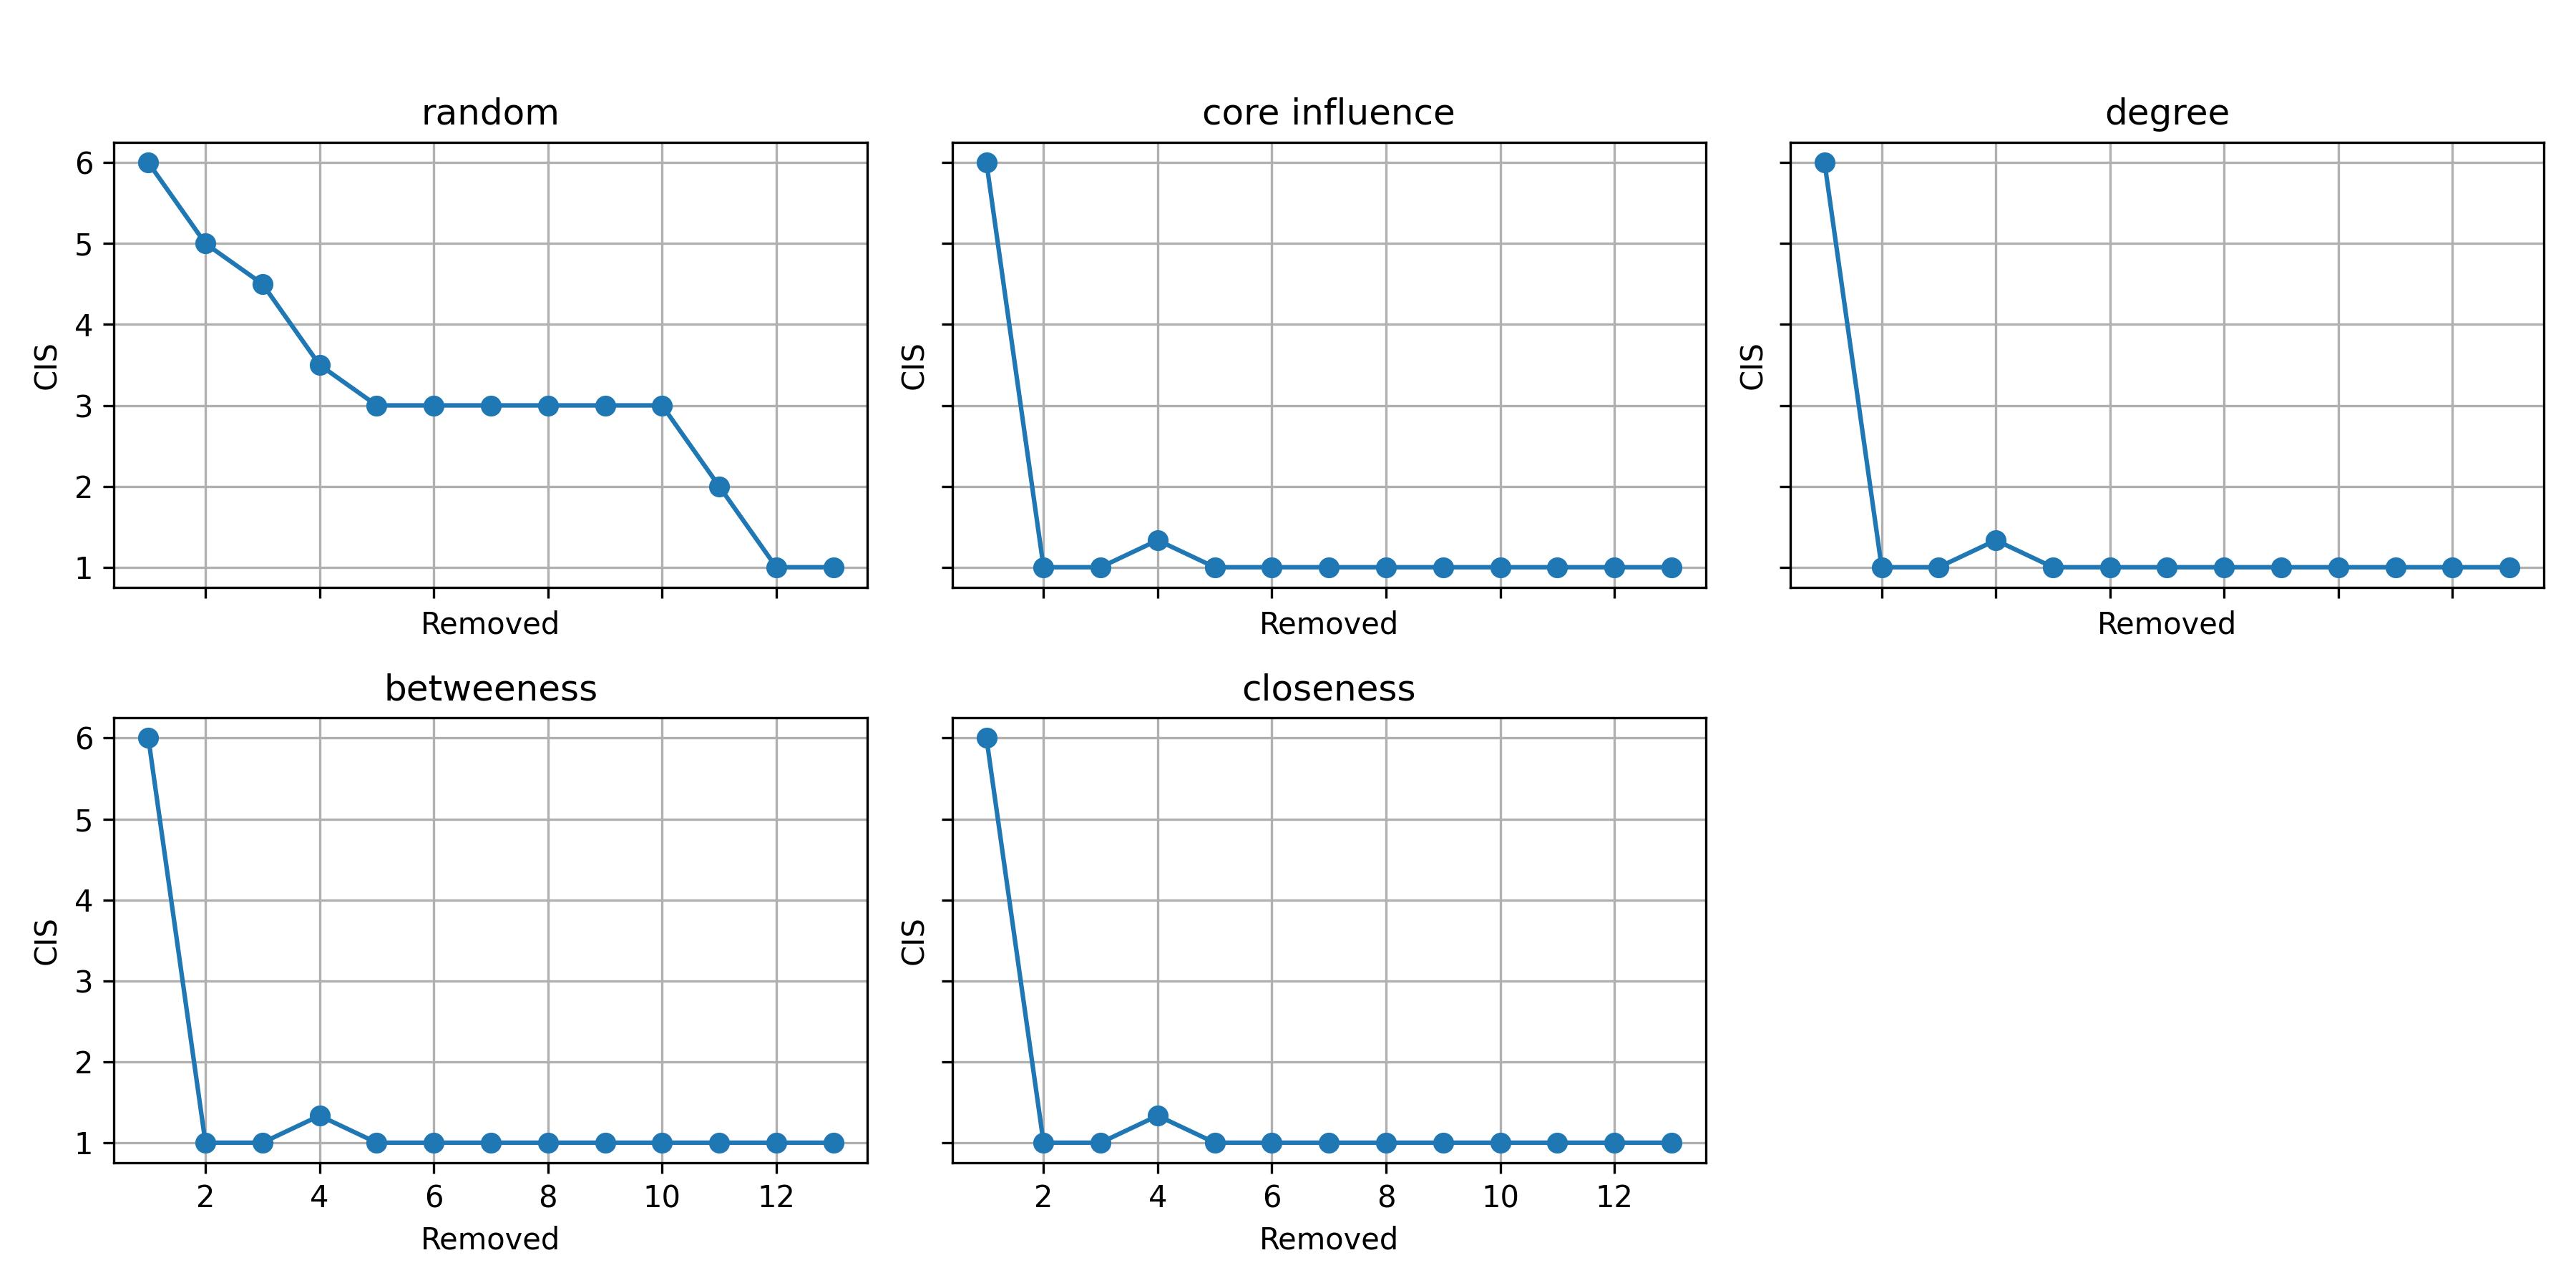 random
core influence
degree
6
5
4
3
2
1
CIS
CIS
CIS
Removed
Removed
Removed
betweeness
closeness
6
5
4
3
2
1
CIS
CIS
2 4 6 8 10 12
2 4 6 8 10 12
Removed
Removed